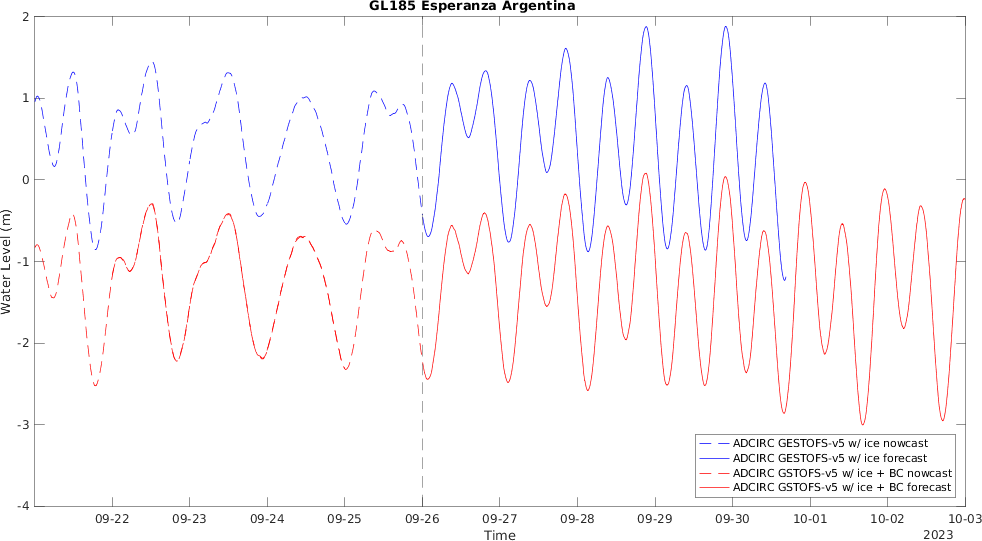 GL185 Esperanza Argentina
2
1
0
-1
-2
-3
-4
Water Level (m)
ADCIRC GESTOFS-v5 w/ ice nowcast
ADCIRC GESTOFS-v5 w/ ice forecast
ADCIRC GSTOFS-v5 w/ ice + BC nowcast
ADCIRC GSTOFS-v5 w/ ice + BC forecast
09-22 09-23 09-24 09-25 09-26 09-27 09-28 09-29 09-30 10-01 10-02 10-03
Time
2023